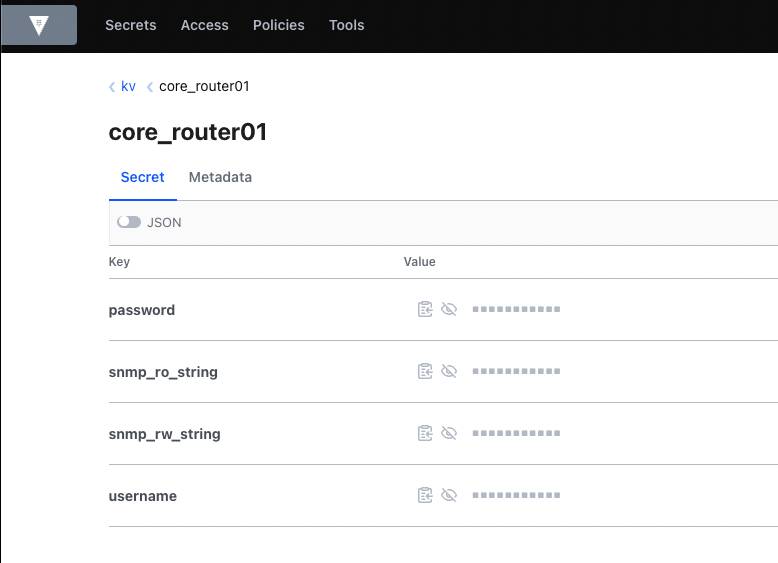 Secrets Access Policies Tools
kv core_router01
core_router01
Secret Metadata
JSON
Key Value
password
snmp_ro_string
snmp_rw_string
username